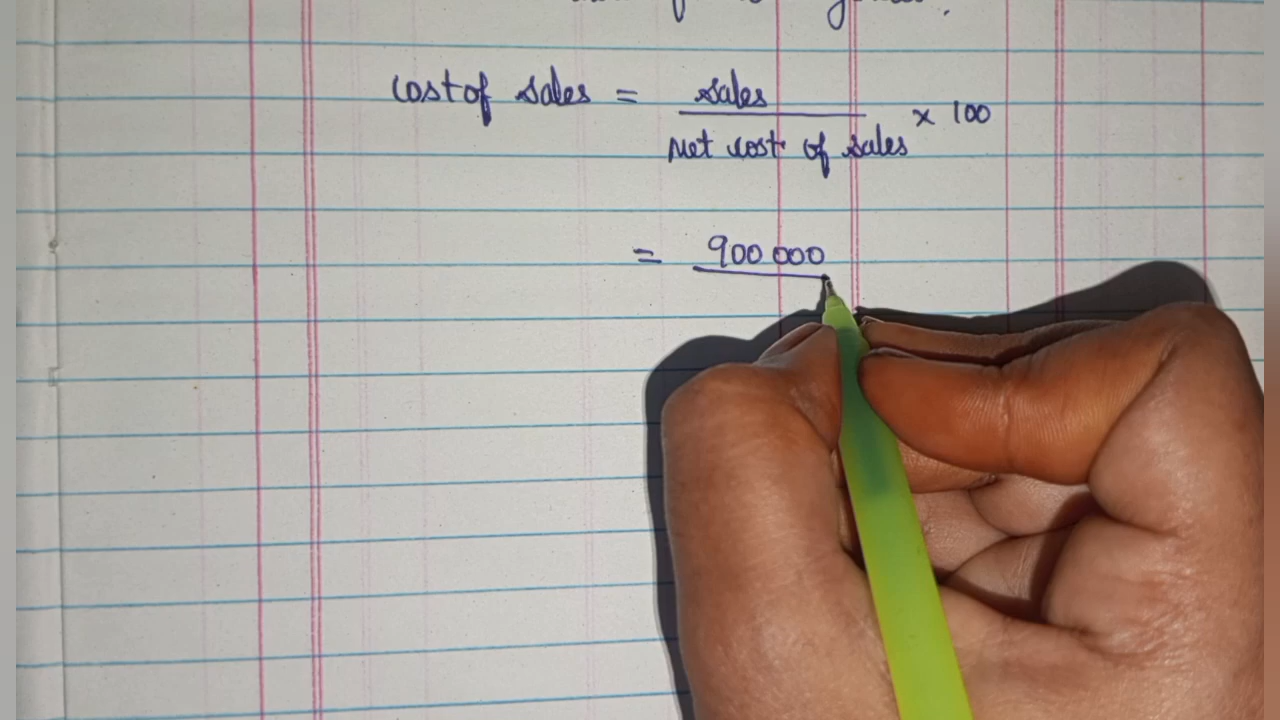 cost of sales = sales / net cost of sales × 100
= 900 000